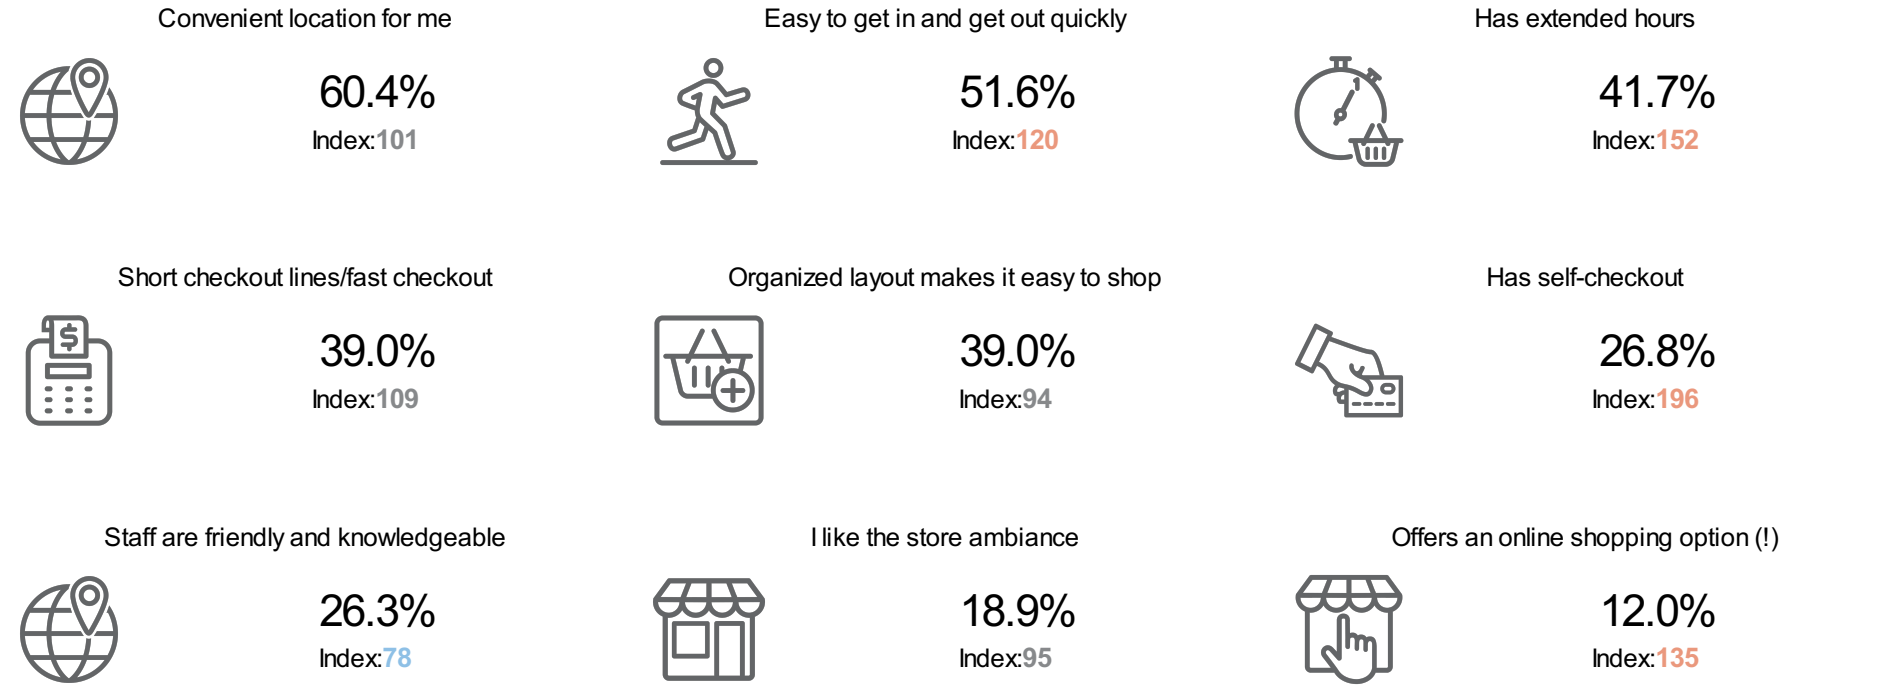 Convenient location for me
60.4%
Index:101
Easy to get in and get out quickly
51.6%
Index:120
Has extended hours
1
41.7%
Index:152
Short checkout lines/fast checkout
$
39.0%
Index:109
Organized layout makes it easy to shop
39.0%
Index:94
Has self-checkout
26.8%
Index:196
Staff are friendly and knowledgeable
26.3%
Index:78
I like the store ambiance
18.9%
Index:95
Offers an online shopping option (!)
12.0%
Index:135